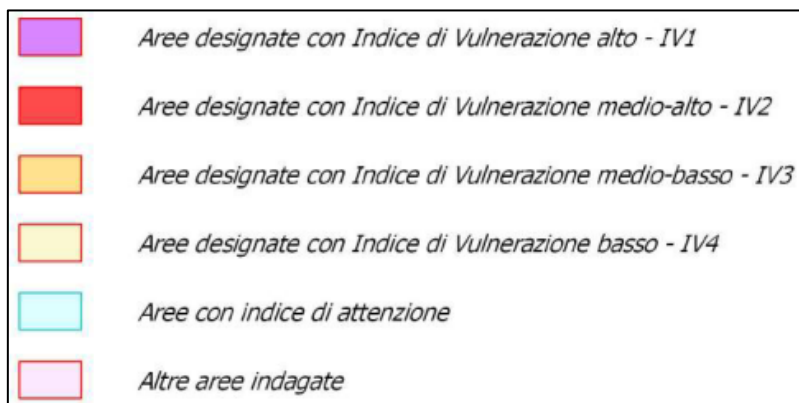 Aree designate con Indice di Vulnerazione alto - IV1
Aree designate con Indice di Vulnerazione medio-alto - IV2
Aree designate con Indice di Vulnerazione medio-basso - IV3
Aree designate con Indice di Vulnerazione basso - IV4
Aree con indice di attenzione
Altre aree indagate